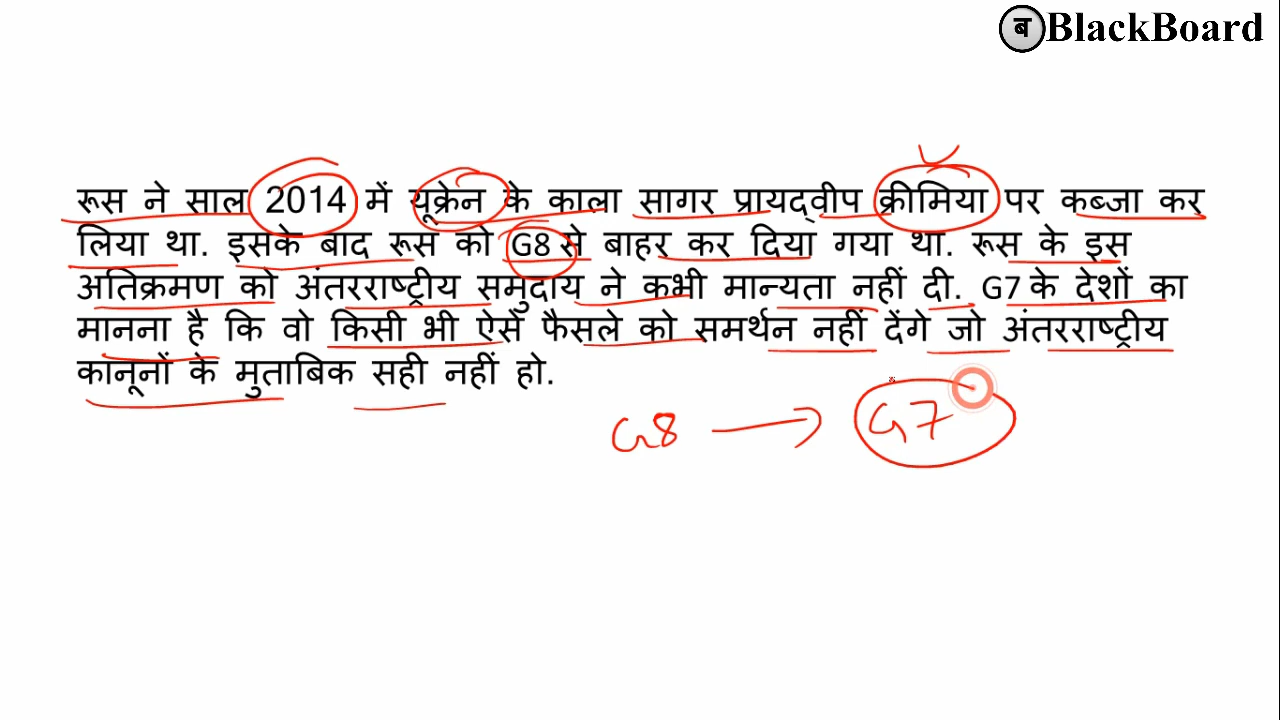 ब BlackBoard
रूस ने साल 2014 में यूक्रेन के काला सागर प्रायद्वीप क्रीमिया पर कब्जा कर
लिया था. इसके बाद रूस को G8 से बाहर कर दिया गया था. रूस के इस
अतिक्रमण को अंतरराष्ट्रीय समुदाय ने कभी मान्यता नहीं दी. G7 के देशों का
मानना है कि वो किसी भी ऐसे फैसले को समर्थन नहीं देंगे जो अंतरराष्ट्रीय
कानूनों के मुताबिक सही नहीं हो.
G8 → G7